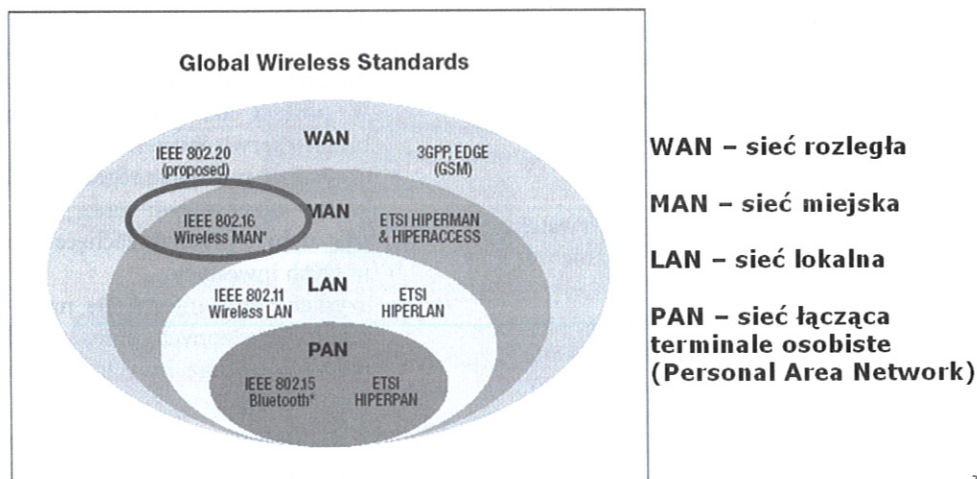 Global Wireless Standards
WAN
IEEE 802.20
(proposed)
3GPP, EDGE
(GSM)
MAN
IEEE 802.16
Wireless MAN*
ETSI HIPERMAN
& HIPERACCESS
LAN
IEEE 802.11
Wireless LAN
ETSI
HIPERLAN
PAN
IEEE 802.15
Bluetooth*
ETSI
HIPERPAN
WAN – sieć rozległa
MAN – sieć miejska
LAN – sieć lokalna
PAN – sieć łącząca
terminale osobiste
(Personal Area Network)